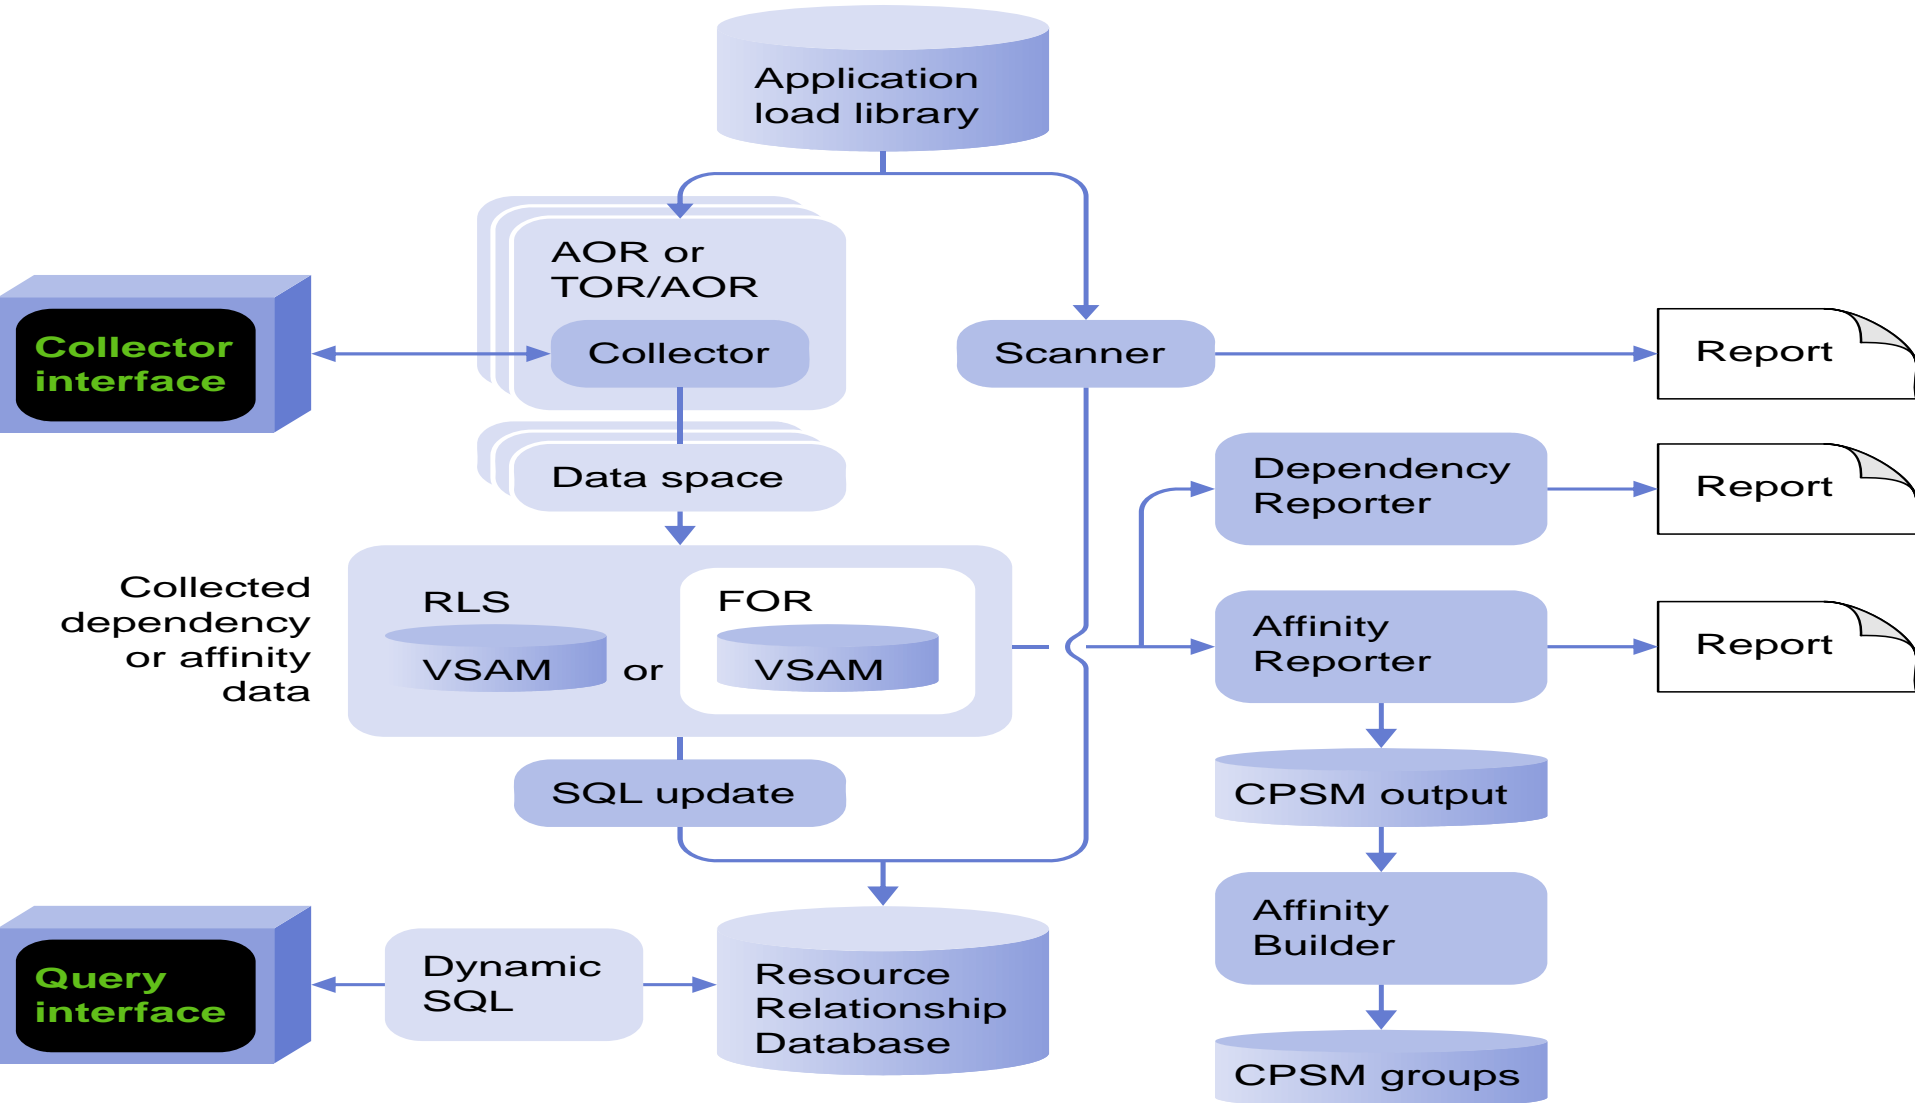 Application
load library
AOR or
TOR/AOR
Collector
interface
Collector
Scanner
Report
Data space
Dependency
Reporter
Report
Collected
dependency
or affinity
data
RLS
VSAM
or
FOR
VSAM
Affinity
Reporter
Report
SQL update
CPSM output
Affinity
Builder
Query
interface
Dynamic
SQL
Resource
Relationship
Database
CPSM groups